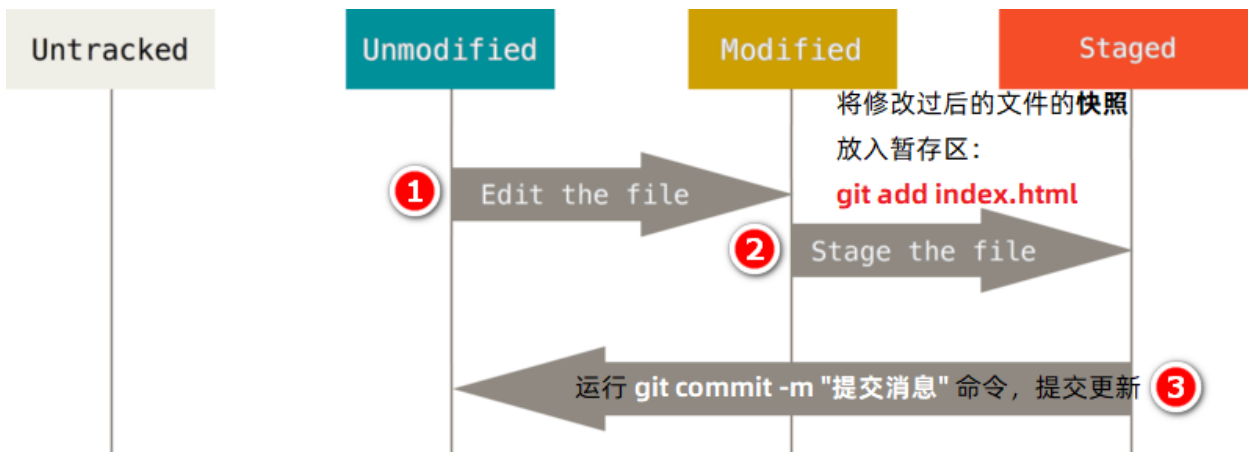 Untracked
Unmodified
Modified
Staged
将修改过后的文件的快照
放入暂存区：
git add index.html
1
Edit the file
2
Stage the file
运行 git commit -m "提交消息" 命令，提交更新
3